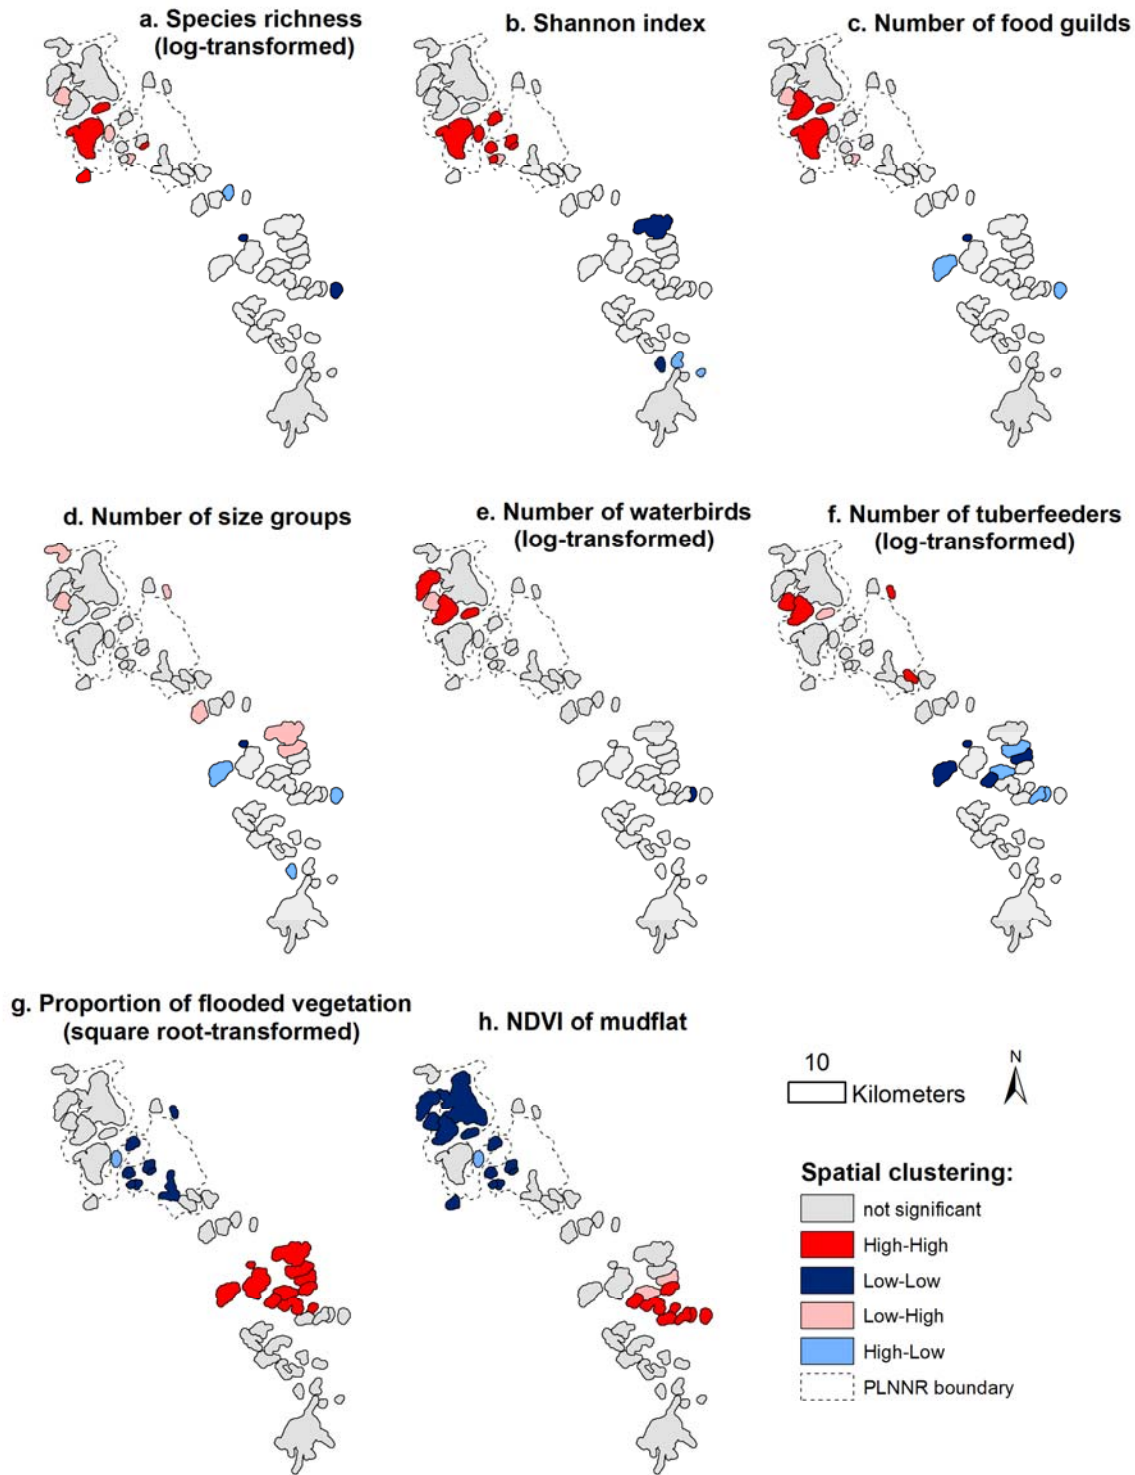 a. Species richness
(log-transformed)
b. Shannon index
c. Number of food guilds
d. Number of size groups
e. Number of waterbirds
(log-transformed)
f. Number of tuberfeeders
(log-transformed)
g. Proportion of flooded vegetation
(square root-transformed)
h. NDVI of mudflat
10
Kilometers
N
Spatial clustering:
not significant
High-High
Low-Low
Low-High
High-Low
PLNNR boundary